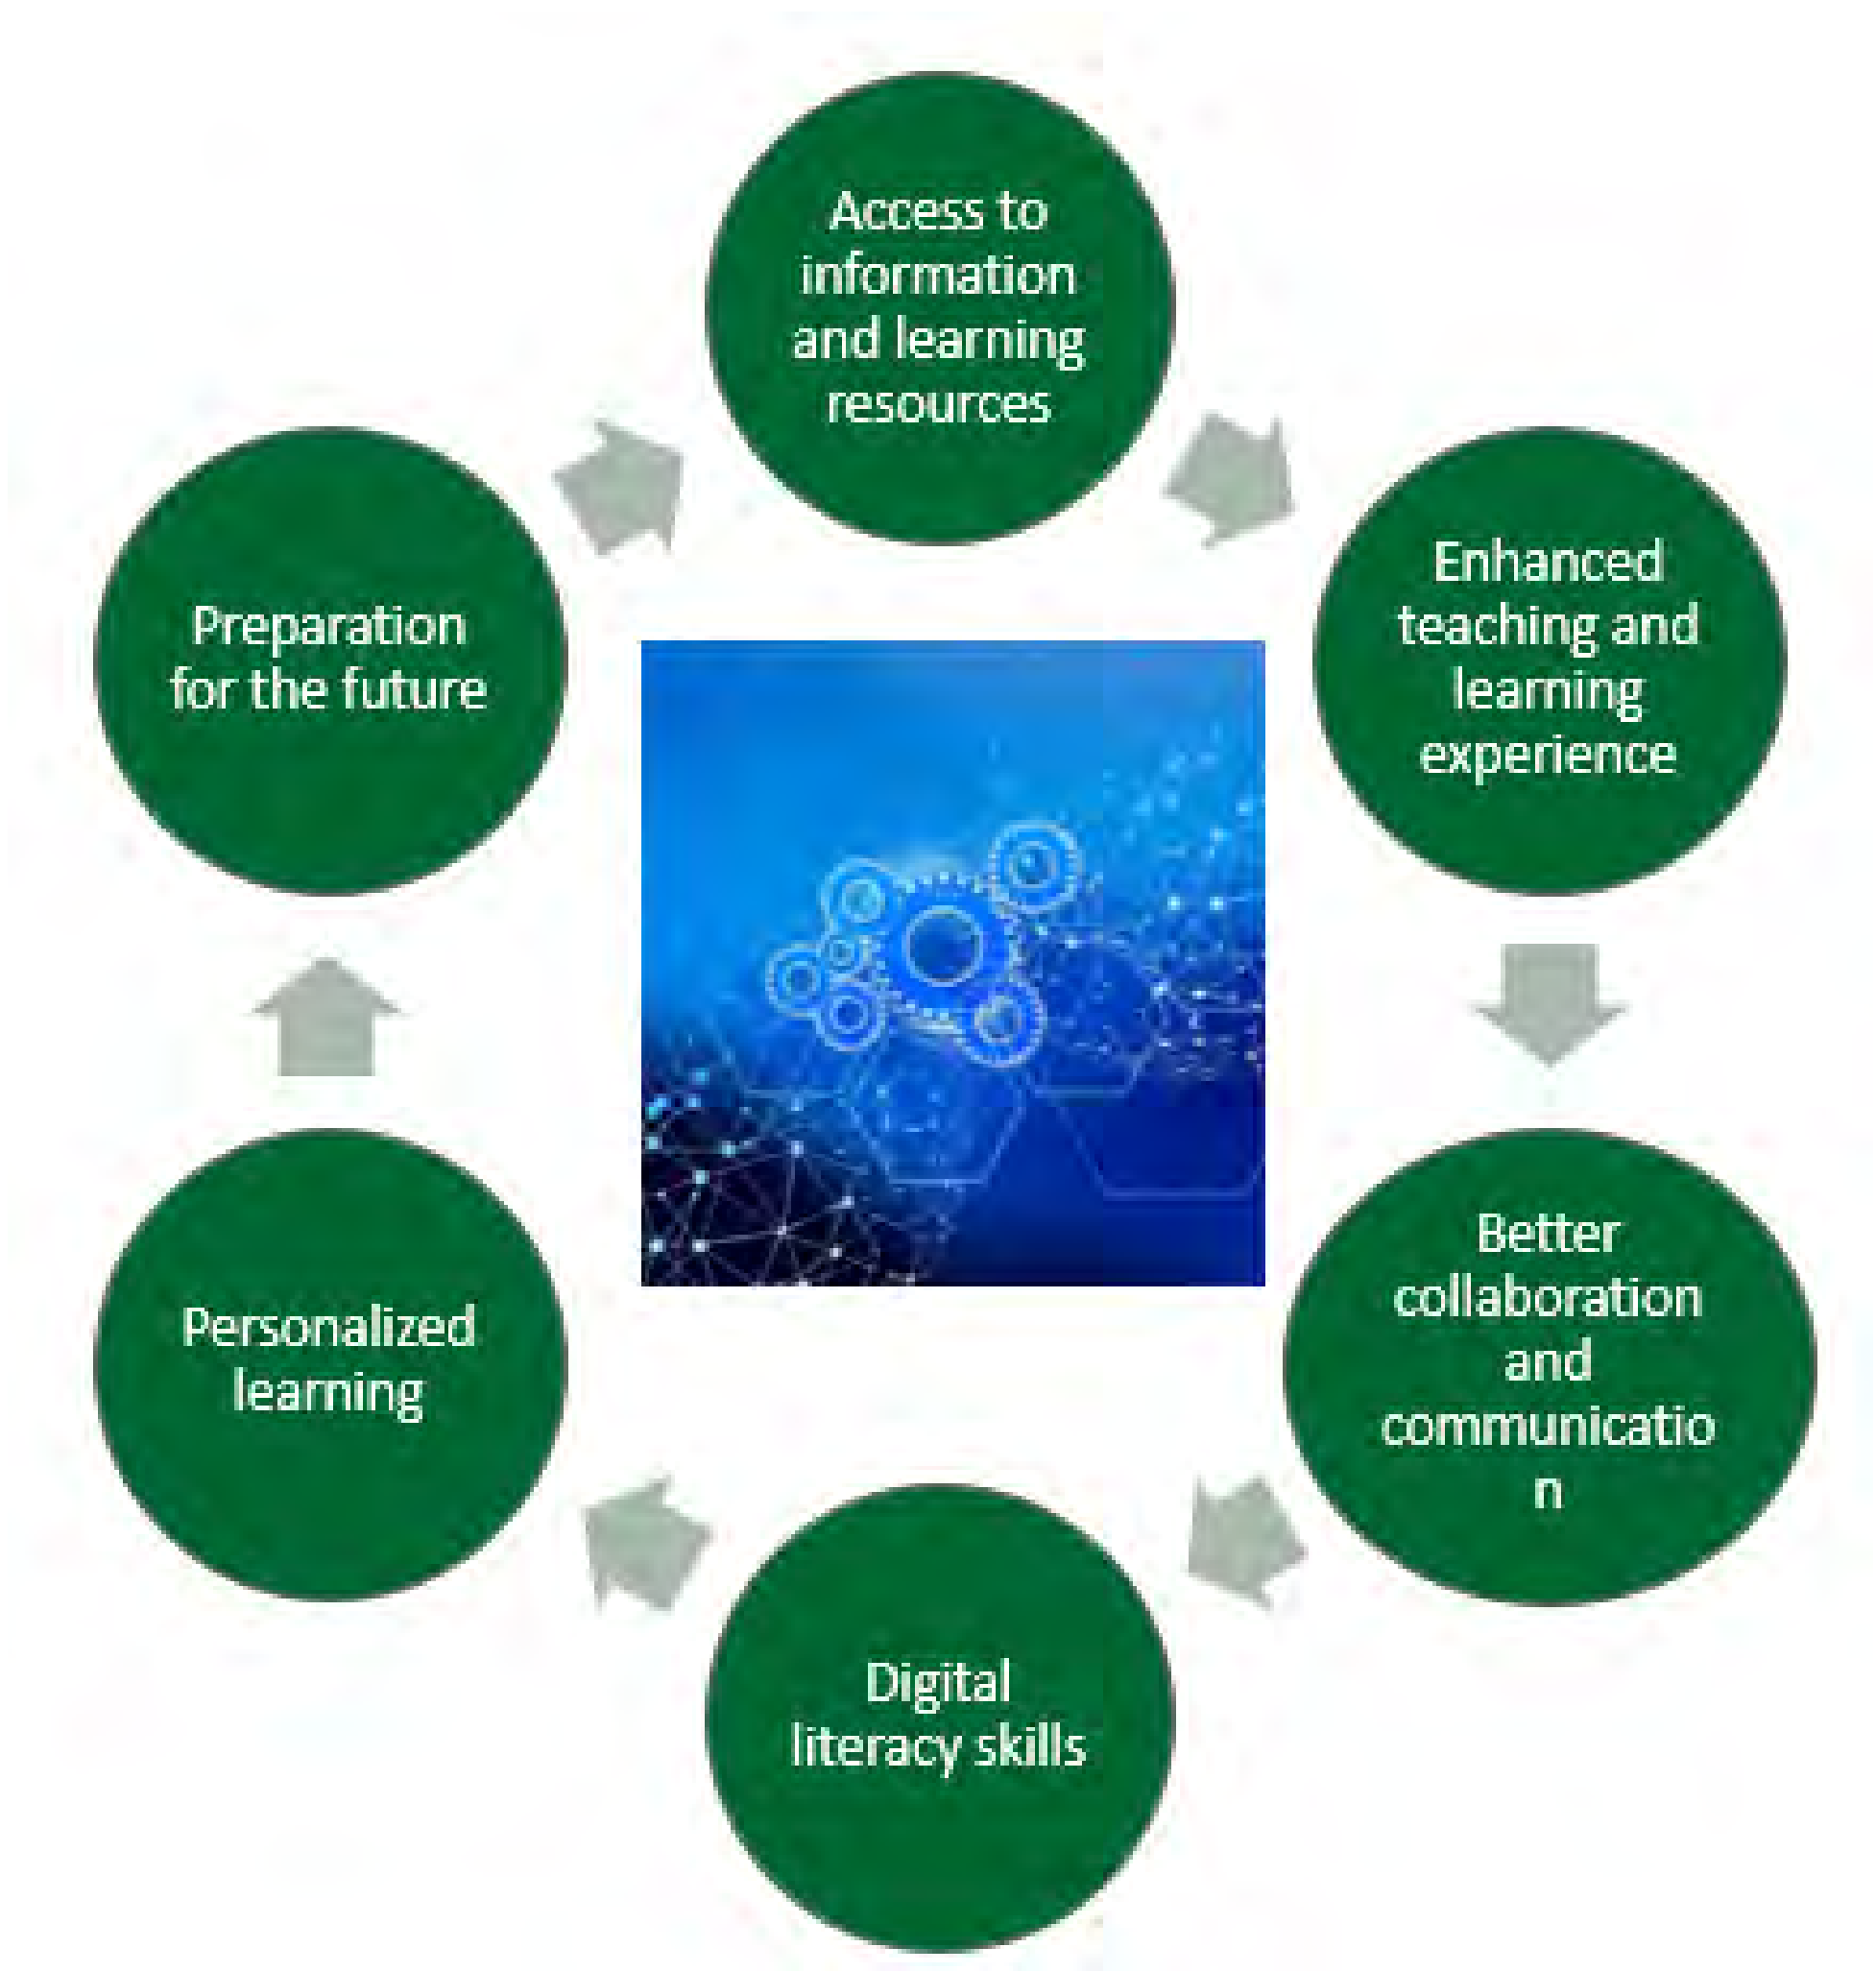 Access to
information
and learning
resources
Enhanced
teaching and
learning
experience
Better
collaboration
and
communicatio
n
Digital
literacy skills
Personalized
learning
Preparation
for the future